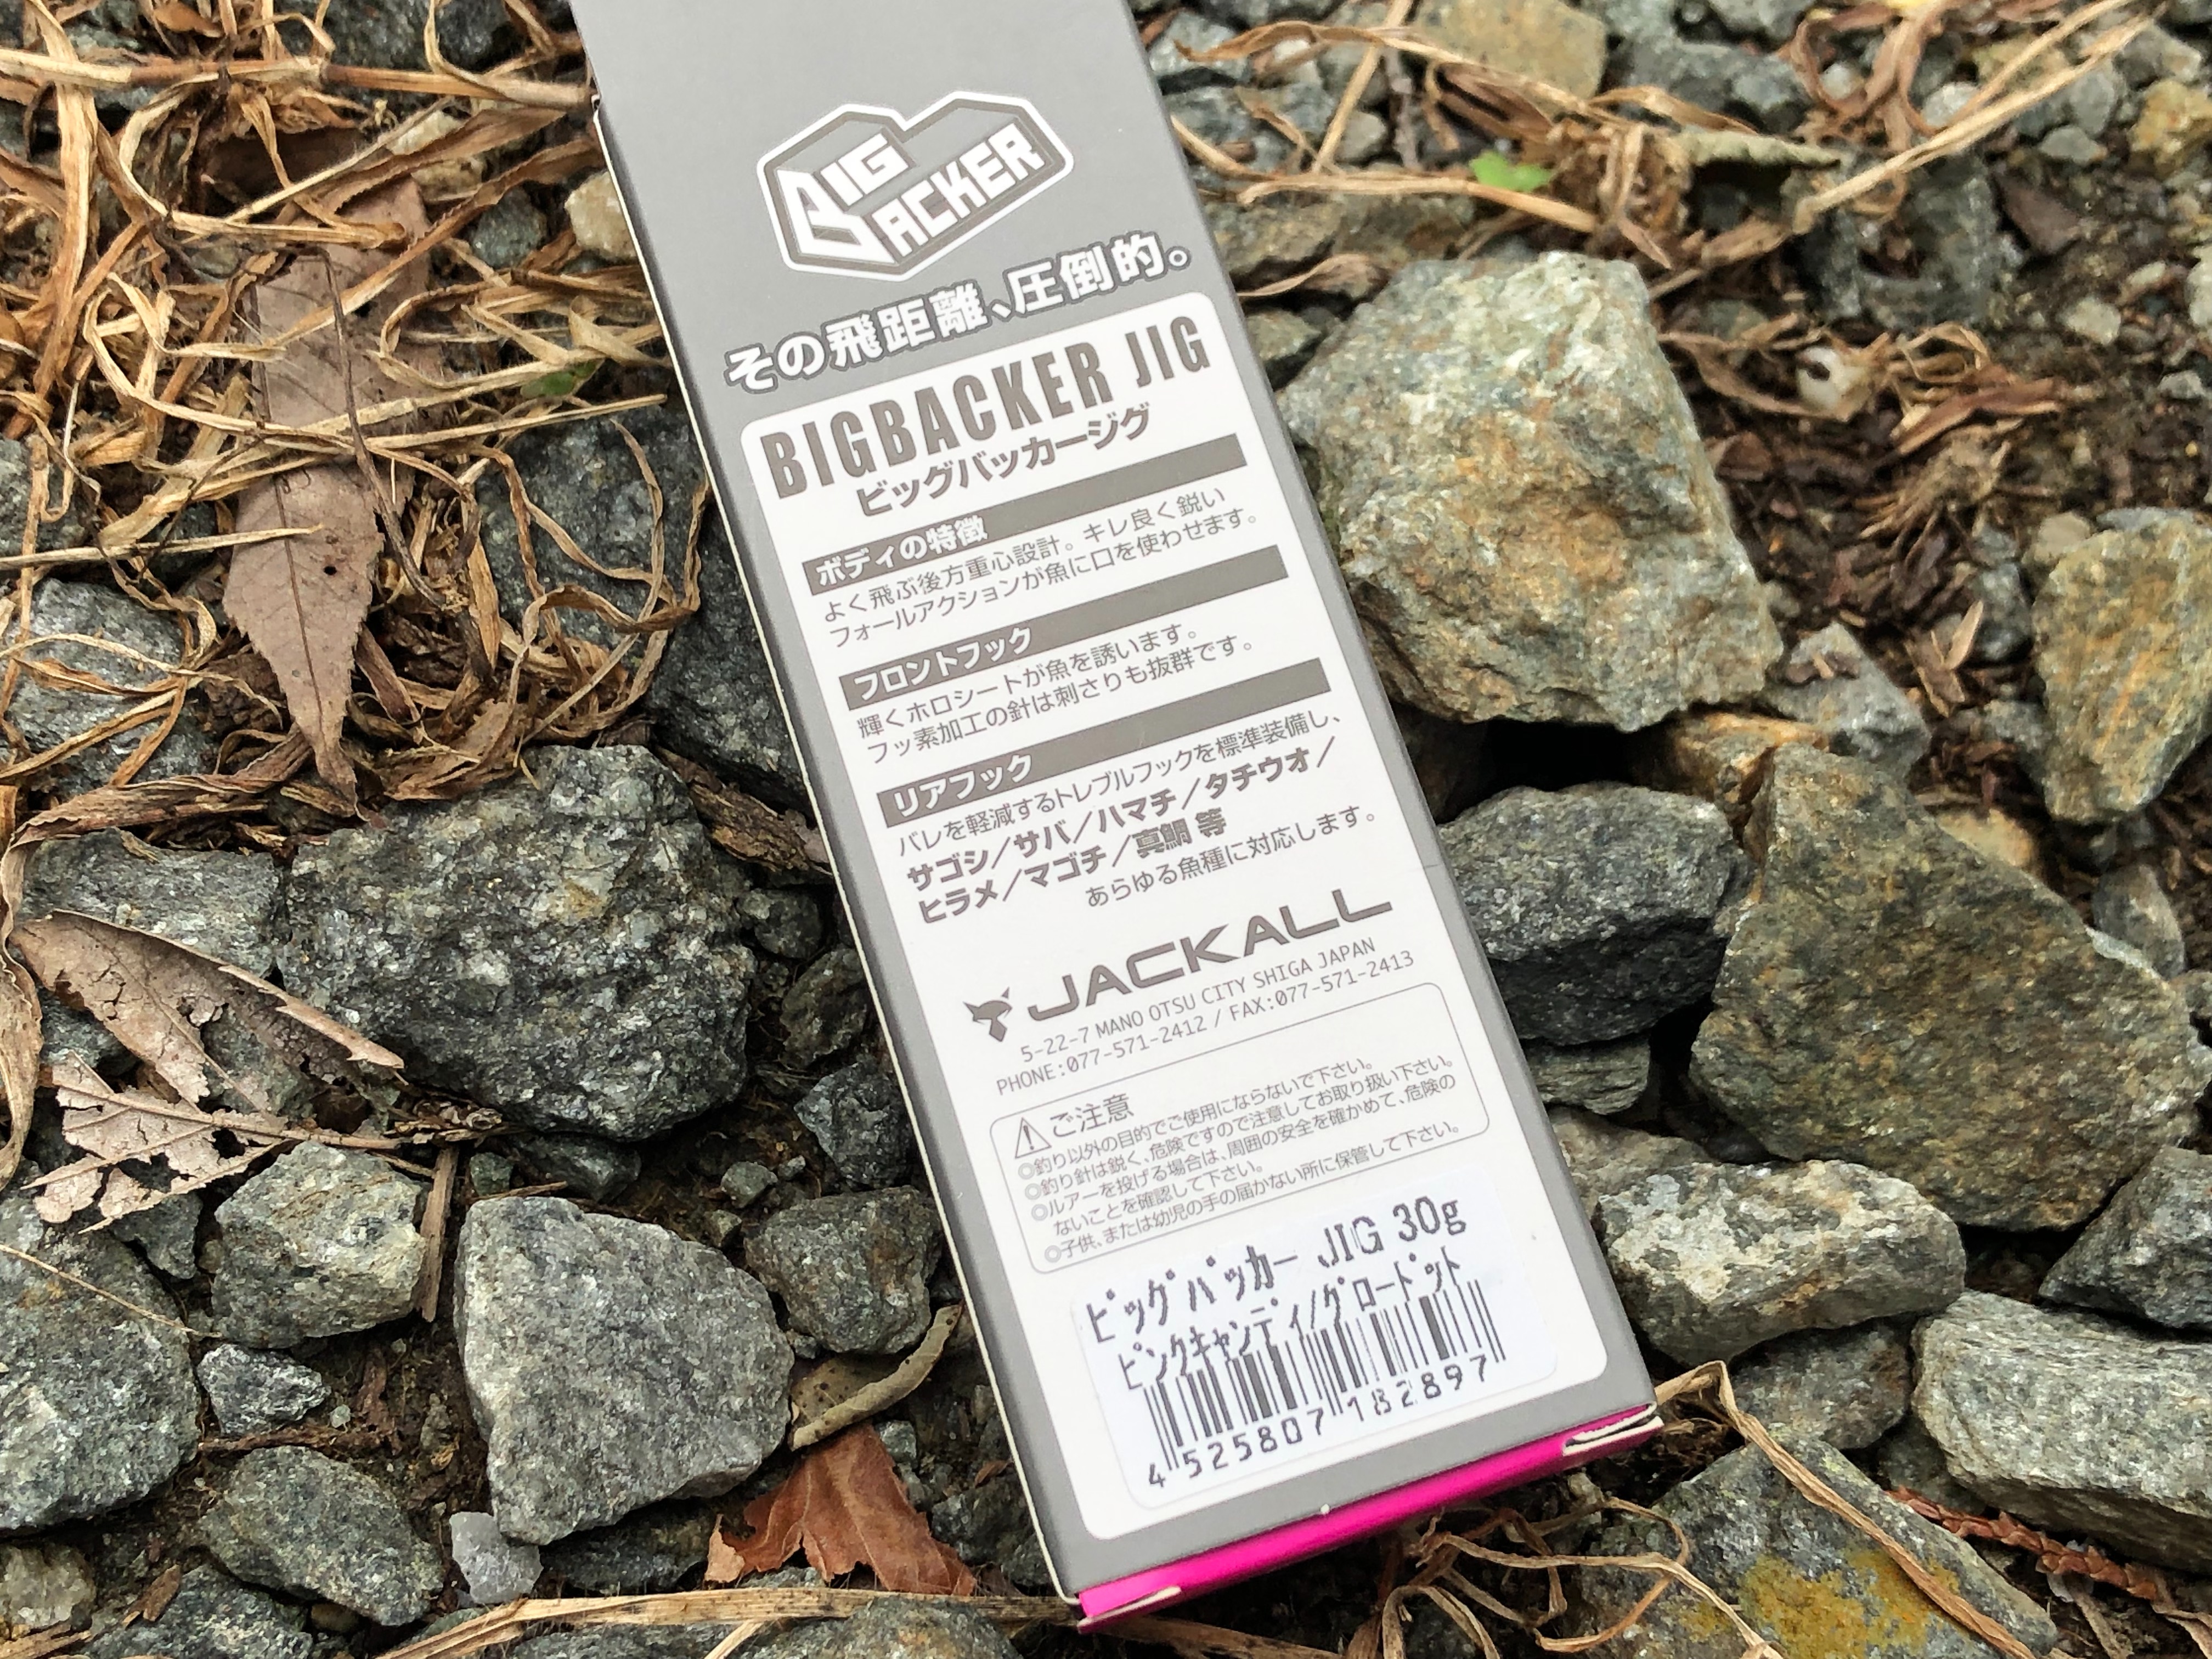 BIG
BACKER
その飛距離、圧倒的。
BIGBACKER JIG
ビッグバッカージグ
ボディの特徴
よく飛ぶ後方重心設計。キレ良く鋭い
フォールアクションが魚に口を使わせます。
フロントフック
輝くホロシートが魚を誘います。
フッ素加工の針は刺さりも抜群です。
リアフック
バレを軽減するトレブルフックを標準装備し、
サゴシ／サバ／ハマチ／タチウオ／
ヒラメ／マゴチ／真鯛 等
あらゆる魚種に対応します。
JACKALL
5-22-7 MANO OTSU CITY SHIGA JAPAN
PHONE:077-571-2412 / FAX:077-571-2413
ご注意
◎釣り以外の目的でご使用にならないで下さい。
◎釣り針は鋭く、危険ですので注意してお取り扱い下さい。
◎ルアーを投げる場合は、周囲の安全を確かめて、危険の
ないことを確認して下さい。
◎子供、または幼児の手の届かない所に保管して下さい。
ビッグバッカー JIG 30g
ピンクキャンディ/グロードット
4 525807 182897